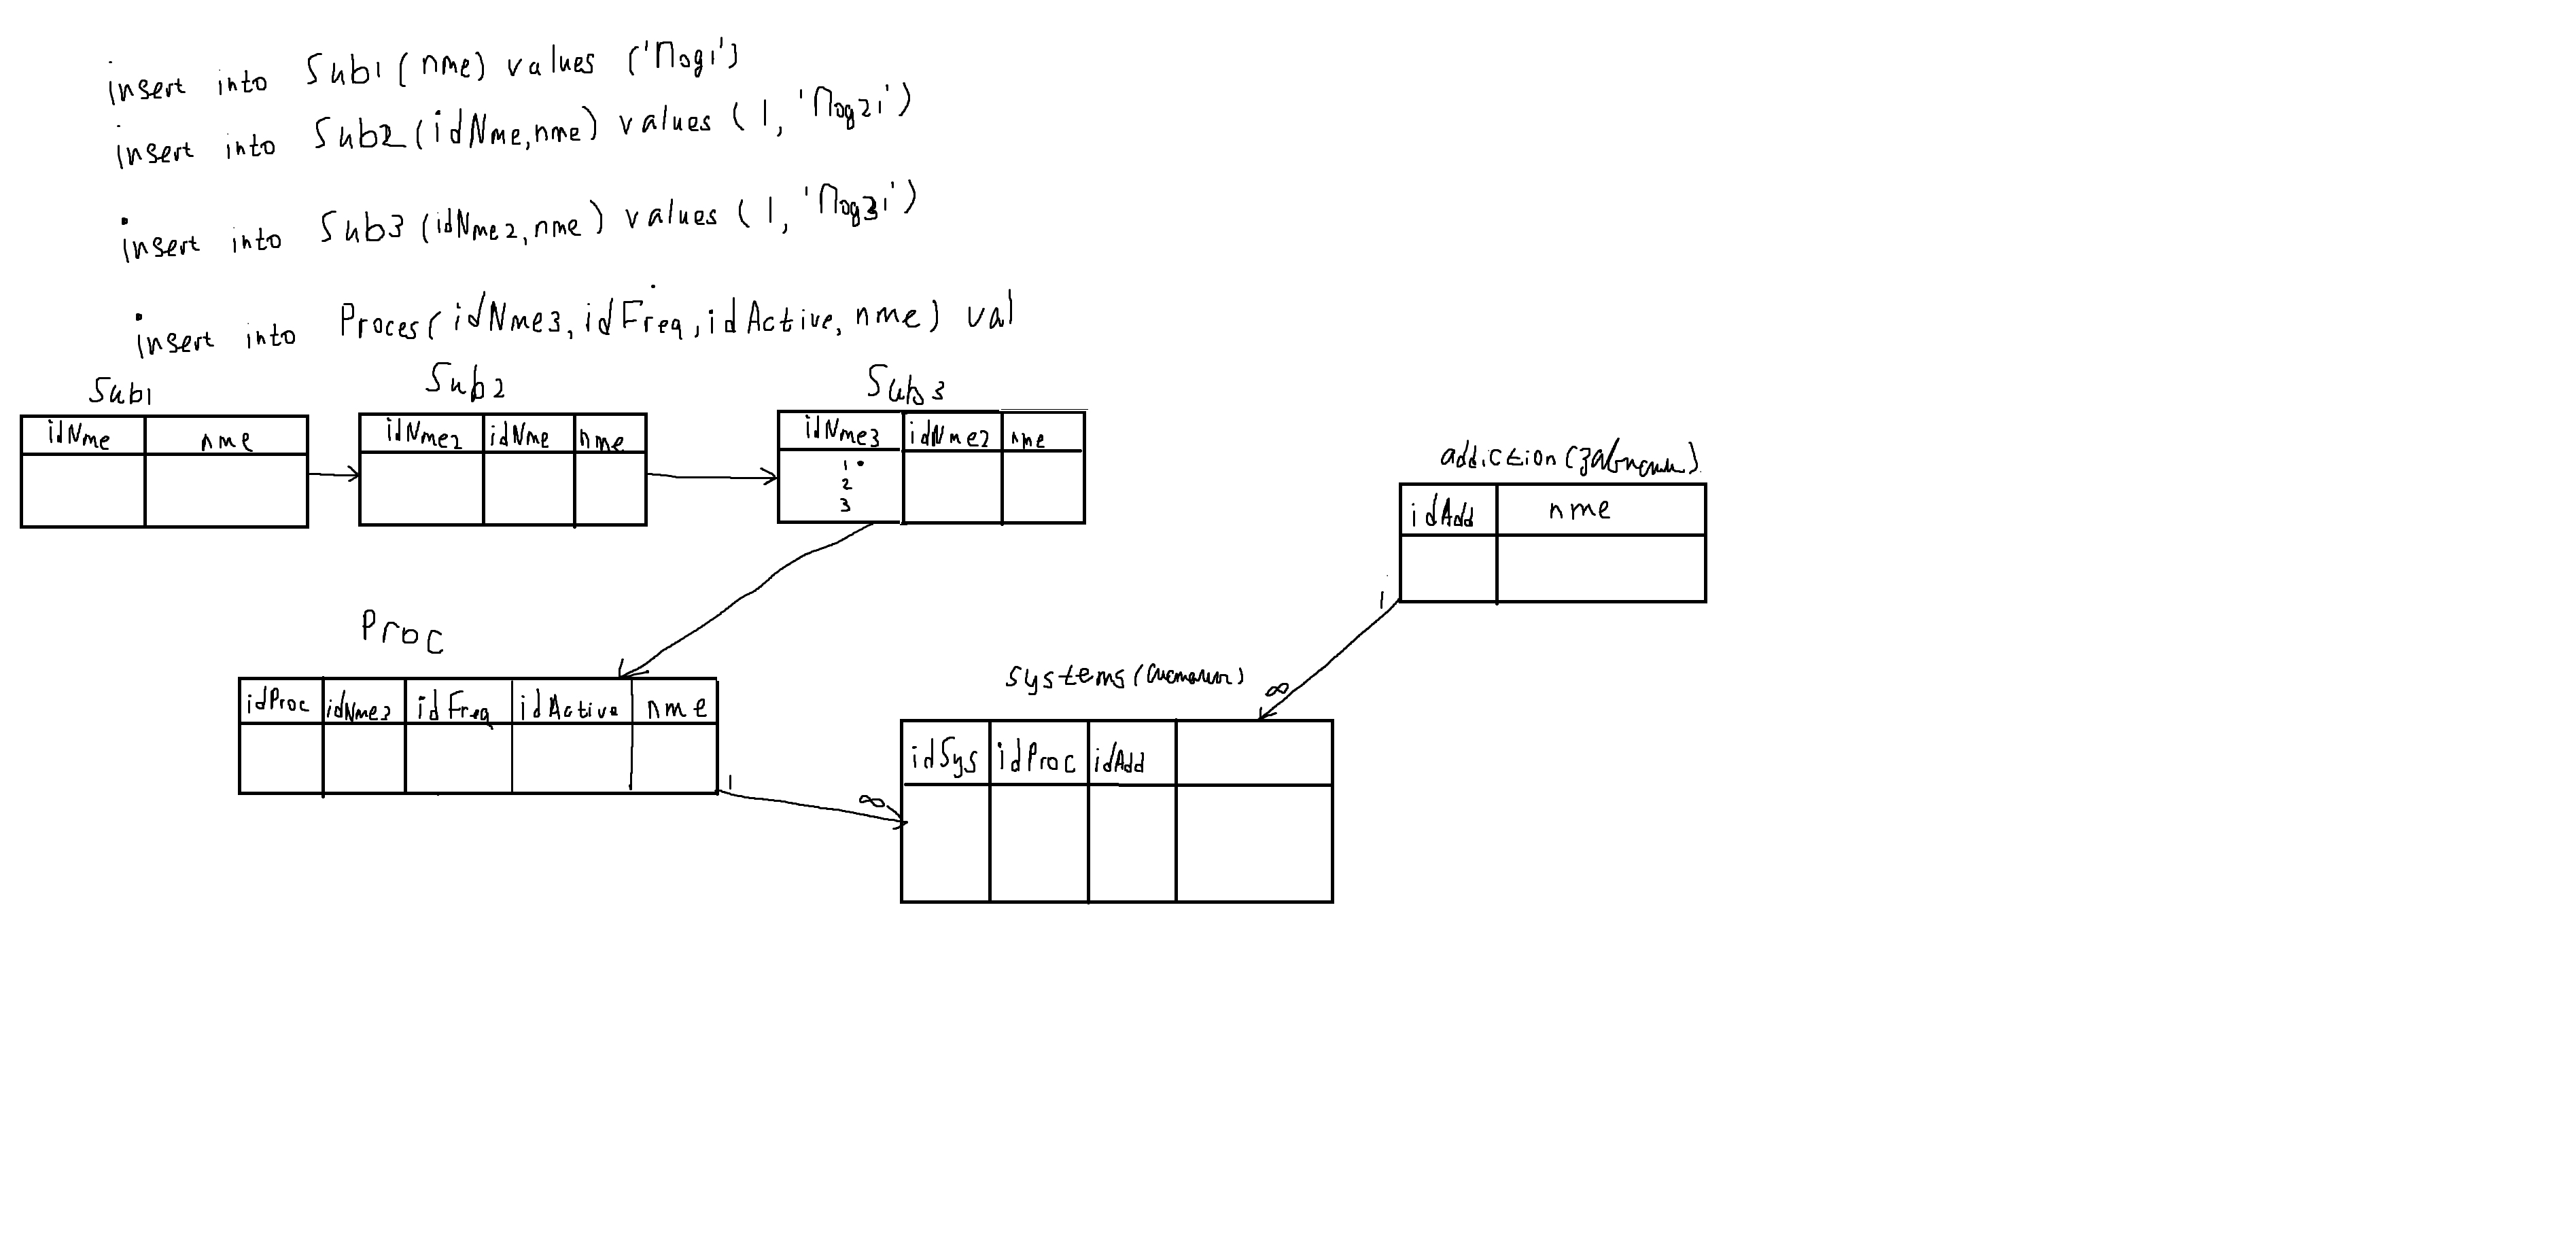 insert into Sub1(nme) values ('Под1')
insert into Sub2(idNme,nme) values (1, 'Под21')
insert into Sub3(idNme2,nme) values (1, 'Под31')
insert into Proces(idNme3, idFreq, idActive, nme) val
Sub1 Sub2 Sub3
idNme nme idNme2 idNme nme idNme3 idNme2 nme
1
2
3
addiction(зависим)
idAdd nme
1
Proc
idProc idNme3 idFreq idActive nme
systems(системы) ∞
1 ∞
idSys idProc idAdd